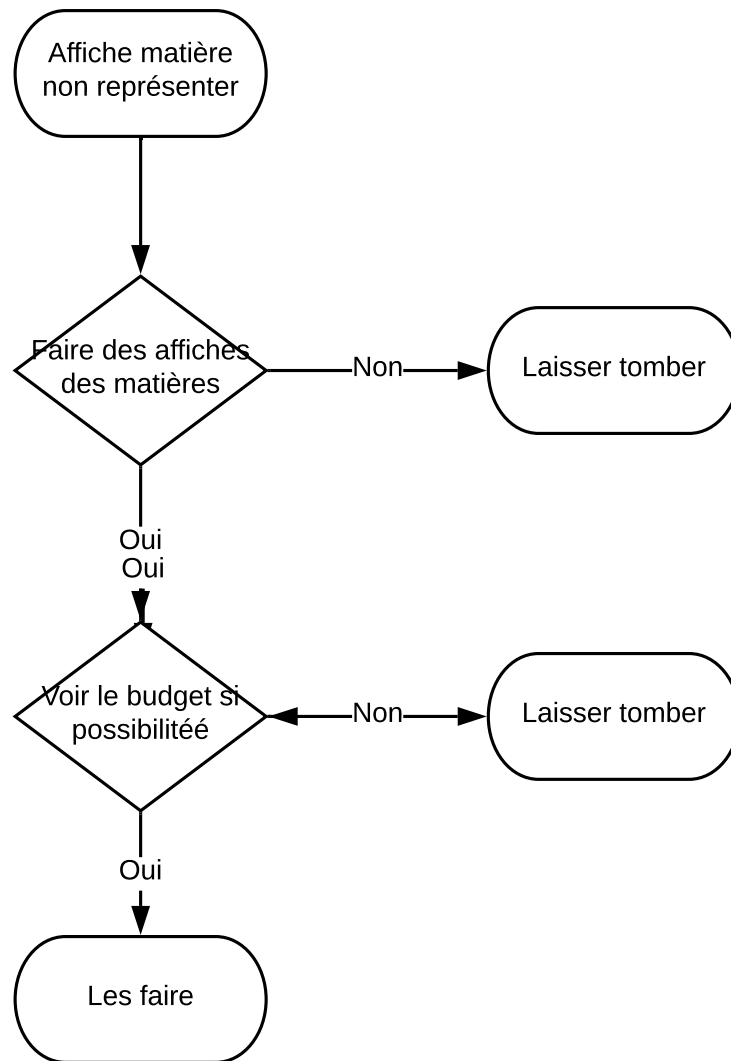 Affiche matière
non représenter
Faire des affiches
des matières
Non
Laisser tomber
Oui
Oui
Voir le budget si
possibilitéé
Non
Laisser tomber
Oui
Les faire